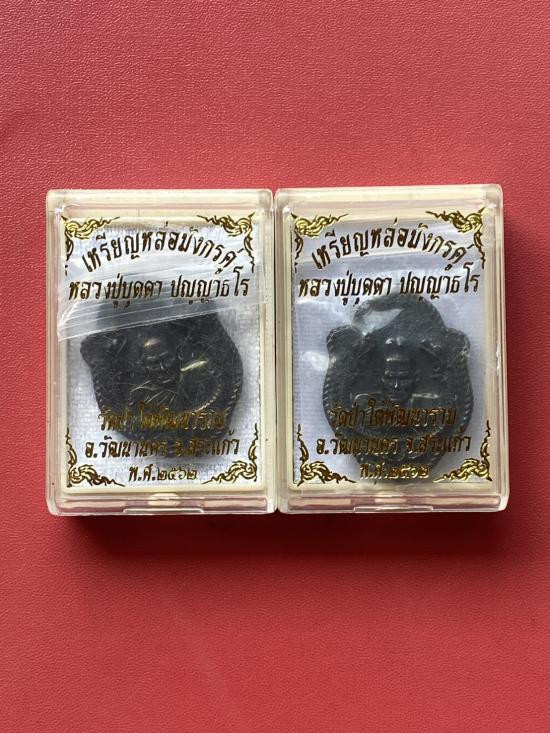 เหรียญหล่อมังกรคู่
หลวงปู่บุดดา ปญฺญาธโร
วัดป่าใต้พัฒนาราม
อ.วัฒนานคร จ.สระแก้ว
พ.ศ.๒๕๖๒
เหรียญหล่อมังกรคู่
หลวงปู่บุดดา ปญฺญาธโร
วัดป่าใต้พัฒนาราม
อ.วัฒนานคร จ.สระแก้ว
พ.ศ.๒๕๖๒